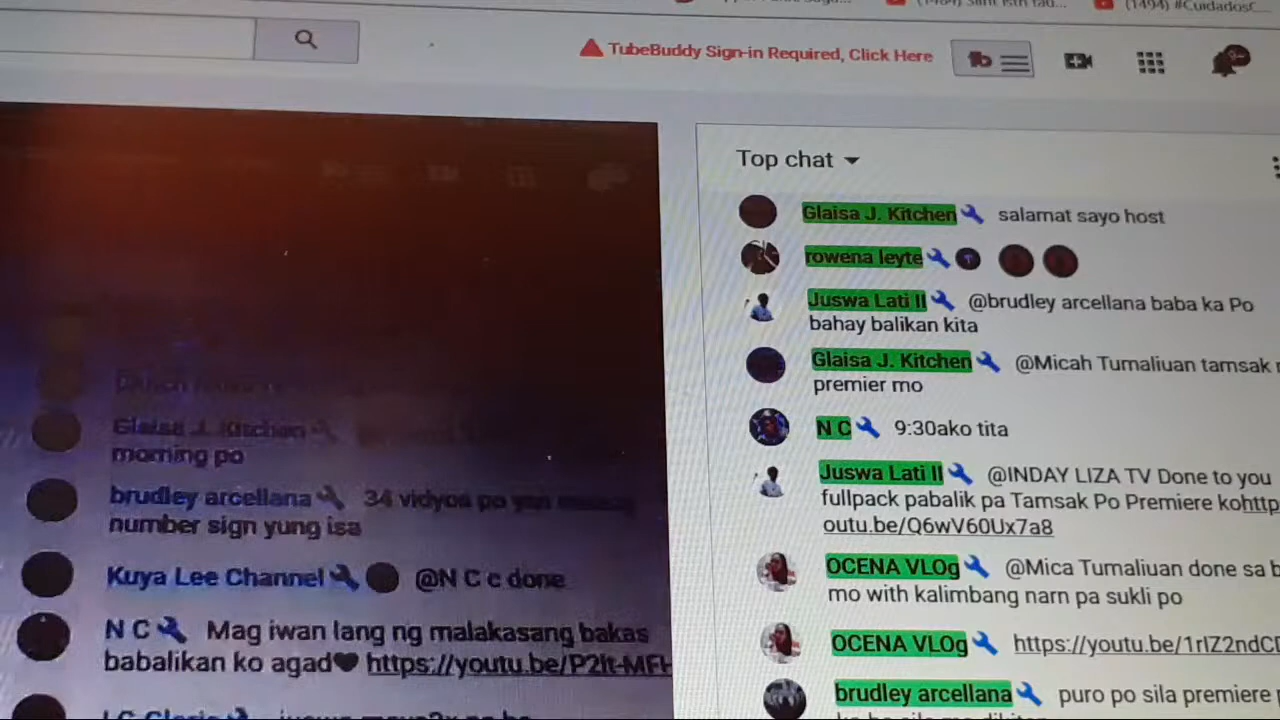 TubeBuddy Sign-in Required, Click Here
Top chat
Glaisa J. Kitchen salamat sayo host
rowena leyte
Juswa Lati II @brudley arcellana baba ka Po
bahay balikan kita
Glaisa J. Kitchen @Micah Tumaliuan tamsak
premier mo
N C 9:30ako tita
Juswa Lati II @INDAY LIZA TV Done to you
fullpack pabalik pa Tamsak Po Premiere kohttp
outu.be/Q6wV60Ux7a8
OCENA VLOg @Mica Tumaliuan done sa b
mo with kalimbang narn pa sukli po
OCENA VLOg https://youtu.be/1rIZ2ndC
brudley arcellana puro po sila premiere
Glaisa J. Kitchen
morning po
brudley arcellana 34 vidyos po yan
number sign yung isa
Kuya Lee Channel @N C c done
N C Mag iwan lang ng malakasang bakas
babalikan ko agad🖤 https://youtu.be/P2It-MFH